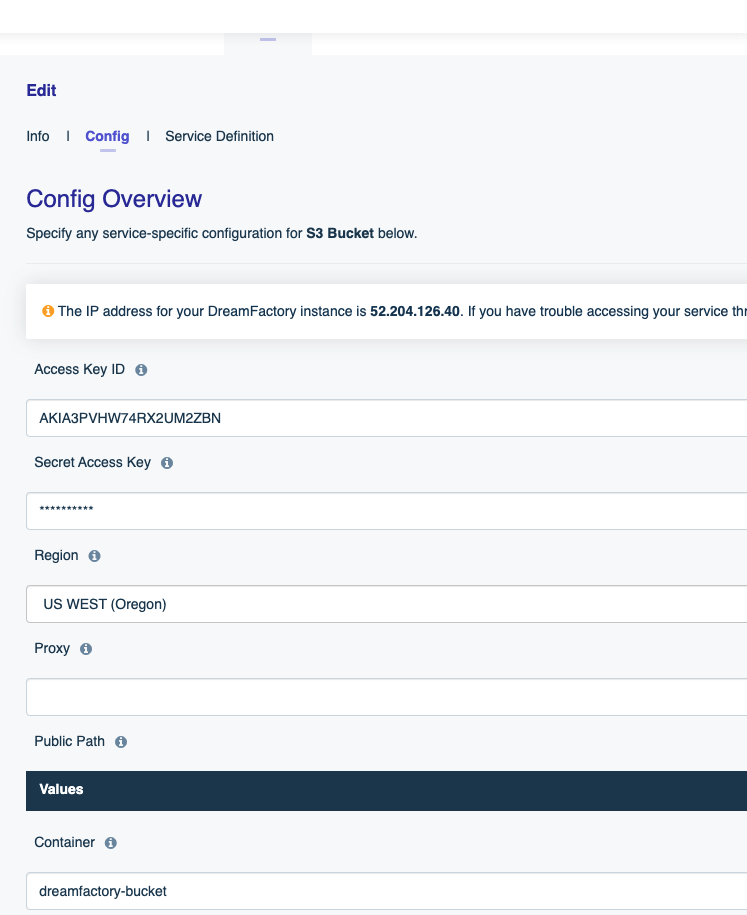 Edit
Info | Config | Service Definition
Config Overview
Specify any service-specific configuration for S3 Bucket below.
The IP address for your DreamFactory instance is 52.204.126.40. If you have trouble accessing your service thr
Access Key ID
AKIA3PVHW74RX2UM2ZBN
Secret Access Key
**********
Region
US WEST (Oregon)
Proxy
Public Path
Values
Container
dreamfactory-bucket